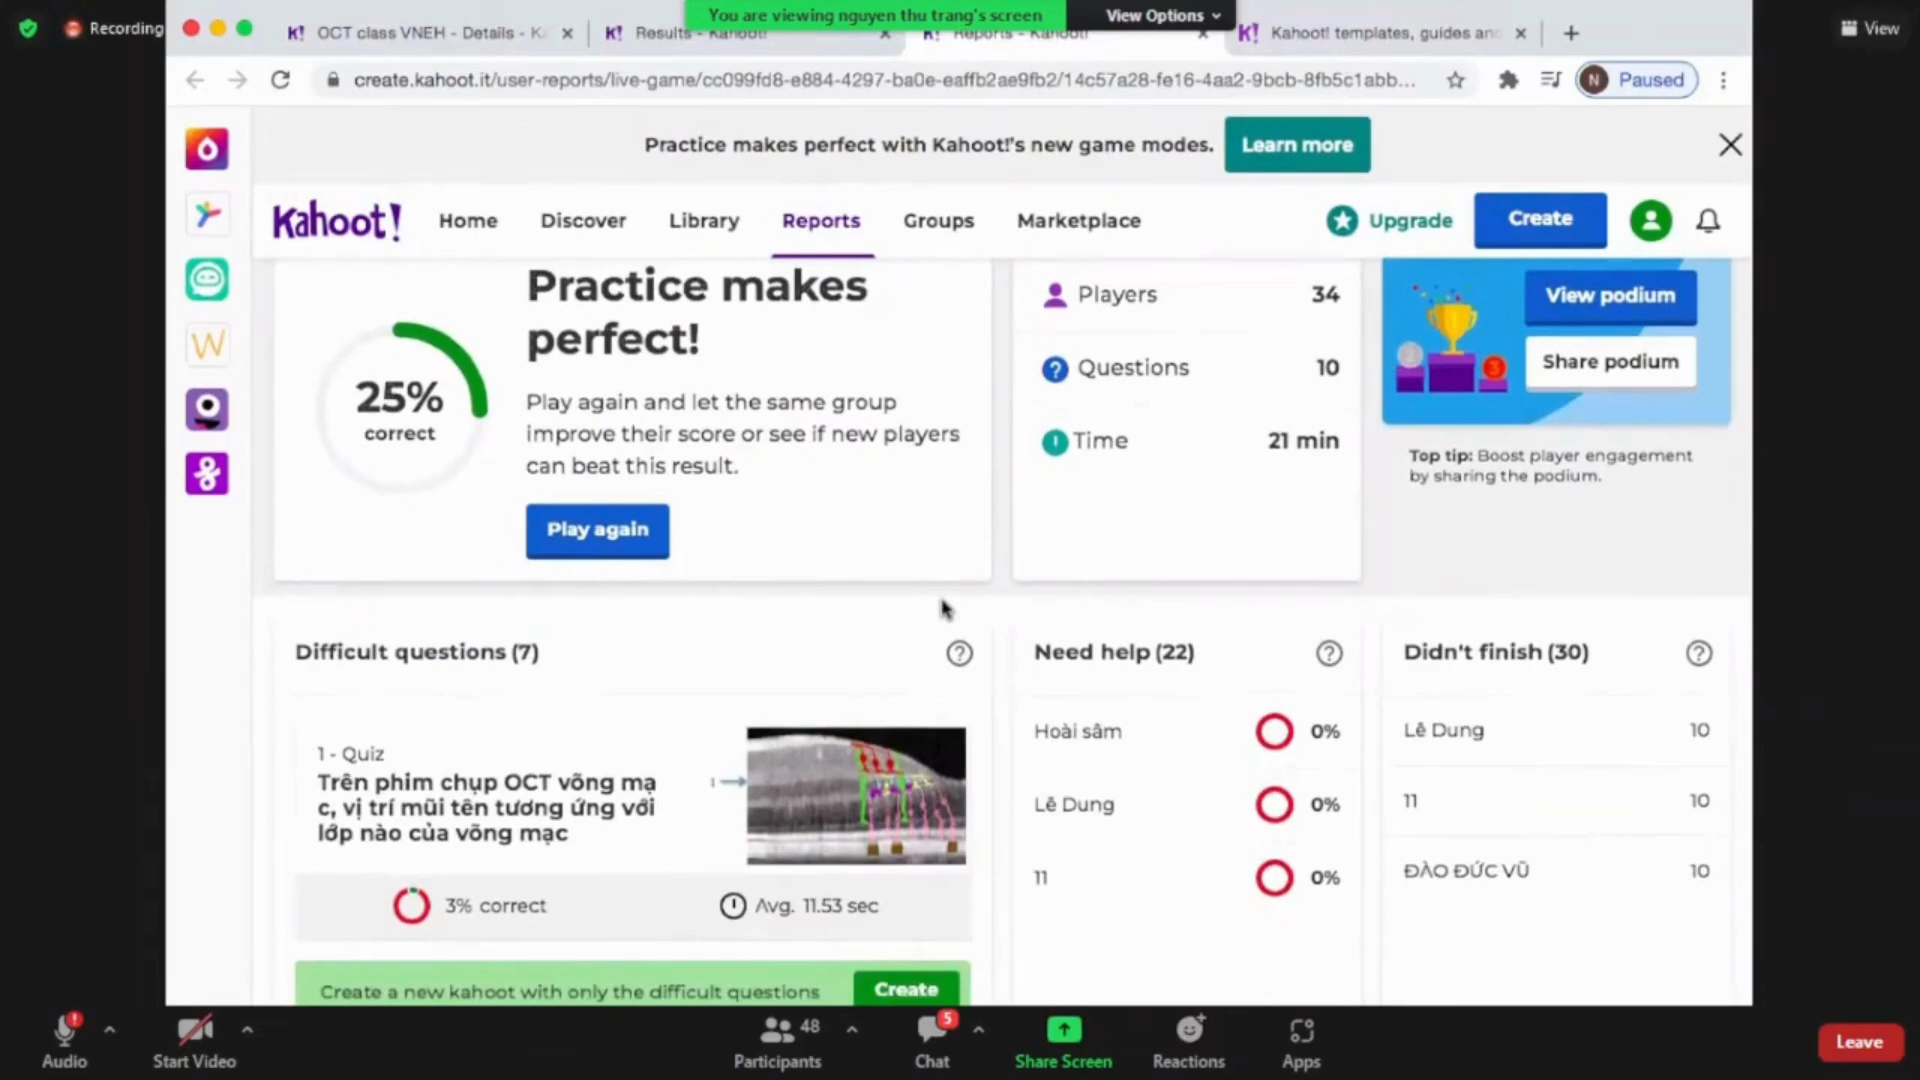 Recording
You are viewing nguyen thu trang's screen
View Options
View
OCT class VNEH - Details - K
Results - Kahoot!
Reports - Kahoot!
Kahoot! templates, guides and
create.kahoot.it/user-reports/live-game/cc099fd8-e884-4297-ba0e-eaffb2ae9fb2/14c57a28-fe16-4aa2-9bcb-8fb5c1abb...
N
Paused
Practice makes perfect with Kahoot!'s new game modes.
Learn more
Kahoot!
Home
Discover
Library
Reports
Groups
Marketplace
Upgrade
Create
W
25%
correct
Practice makes
perfect!
Play again and let the same group
improve their score or see if new players
can beat this result.
Play again
Players 34
Questions 10
Time 21 min
View podium
Share podium
Top tip: Boost player engagement
by sharing the podium.
Difficult questions (7)
1 - Quiz
Trên phim chụp OCT võng mạ
c, vị trí mũi tên tương ứng với
lớp nào của võng mạc
3% correct
Avg. 11.53 sec
Create a new kahoot with only the difficult questions
Create
Need help (22)
Hoài sâm 0%
Lê Dung 0%
11 0%
Didn't finish (30)
Lê Dung 10
11 10
ĐÀO ĐỨC VŨ 10
Audio
Start Video
48
Participants
5
Chat
Share Screen
Reactions
Apps
Leave